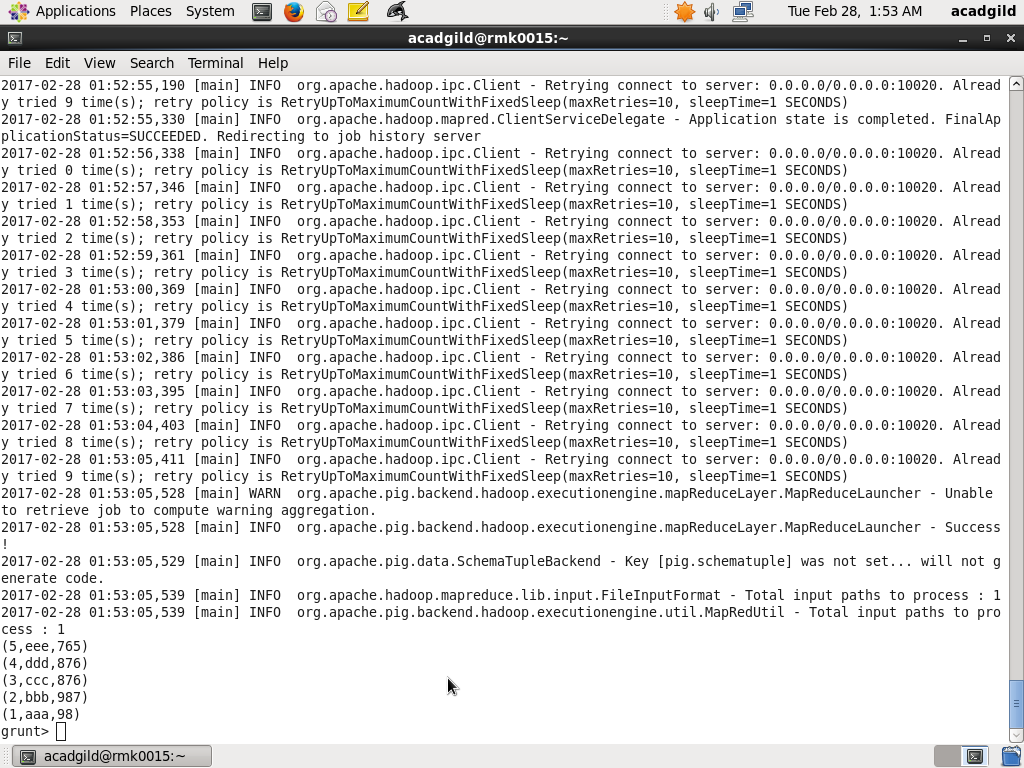 Applications Places System Tue Feb 28, 1:53 AM acadgild
acadgild@rmk0015:~
File Edit View Search Terminal Help
2017-02-28 01:52:55,190 [main] INFO  org.apache.hadoop.ipc.Client - Retrying connect to server: 0.0.0.0/0.0.0.0:10020. Alread
y tried 9 time(s); retry policy is RetryUpToMaximumCountWithFixedSleep(maxRetries=10, sleepTime=1 SECONDS)
2017-02-28 01:52:55,330 [main] INFO  org.apache.hadoop.mapred.ClientServiceDelegate - Application state is completed. FinalAp
plicationStatus=SUCCEEDED. Redirecting to job history server
2017-02-28 01:52:56,338 [main] INFO  org.apache.hadoop.ipc.Client - Retrying connect to server: 0.0.0.0/0.0.0.0:10020. Alread
y tried 0 time(s); retry policy is RetryUpToMaximumCountWithFixedSleep(maxRetries=10, sleepTime=1 SECONDS)
2017-02-28 01:52:57,346 [main] INFO  org.apache.hadoop.ipc.Client - Retrying connect to server: 0.0.0.0/0.0.0.0:10020. Alread
y tried 1 time(s); retry policy is RetryUpToMaximumCountWithFixedSleep(maxRetries=10, sleepTime=1 SECONDS)
2017-02-28 01:52:58,353 [main] INFO  org.apache.hadoop.ipc.Client - Retrying connect to server: 0.0.0.0/0.0.0.0:10020. Alread
y tried 2 time(s); retry policy is RetryUpToMaximumCountWithFixedSleep(maxRetries=10, sleepTime=1 SECONDS)
2017-02-28 01:52:59,361 [main] INFO  org.apache.hadoop.ipc.Client - Retrying connect to server: 0.0.0.0/0.0.0.0:10020. Alread
y tried 3 time(s); retry policy is RetryUpToMaximumCountWithFixedSleep(maxRetries=10, sleepTime=1 SECONDS)
2017-02-28 01:53:00,369 [main] INFO  org.apache.hadoop.ipc.Client - Retrying connect to server: 0.0.0.0/0.0.0.0:10020. Alread
y tried 4 time(s); retry policy is RetryUpToMaximumCountWithFixedSleep(maxRetries=10, sleepTime=1 SECONDS)
2017-02-28 01:53:01,379 [main] INFO  org.apache.hadoop.ipc.Client - Retrying connect to server: 0.0.0.0/0.0.0.0:10020. Alread
y tried 5 time(s); retry policy is RetryUpToMaximumCountWithFixedSleep(maxRetries=10, sleepTime=1 SECONDS)
2017-02-28 01:53:02,386 [main] INFO  org.apache.hadoop.ipc.Client - Retrying connect to server: 0.0.0.0/0.0.0.0:10020. Alread
y tried 6 time(s); retry policy is RetryUpToMaximumCountWithFixedSleep(maxRetries=10, sleepTime=1 SECONDS)
2017-02-28 01:53:03,395 [main] INFO  org.apache.hadoop.ipc.Client - Retrying connect to server: 0.0.0.0/0.0.0.0:10020. Alread
y tried 7 time(s); retry policy is RetryUpToMaximumCountWithFixedSleep(maxRetries=10, sleepTime=1 SECONDS)
2017-02-28 01:53:04,403 [main] INFO  org.apache.hadoop.ipc.Client - Retrying connect to server: 0.0.0.0/0.0.0.0:10020. Alread
y tried 8 time(s); retry policy is RetryUpToMaximumCountWithFixedSleep(maxRetries=10, sleepTime=1 SECONDS)
2017-02-28 01:53:05,411 [main] INFO  org.apache.hadoop.ipc.Client - Retrying connect to server: 0.0.0.0/0.0.0.0:10020. Alread
y tried 9 time(s); retry policy is RetryUpToMaximumCountWithFixedSleep(maxRetries=10, sleepTime=1 SECONDS)
2017-02-28 01:53:05,528 [main] WARN  org.apache.pig.backend.hadoop.executionengine.mapReduceLayer.MapReduceLauncher - Unable
to retrieve job to compute warning aggregation.
2017-02-28 01:53:05,528 [main] INFO  org.apache.pig.backend.hadoop.executionengine.mapReduceLayer.MapReduceLauncher - Success
!
2017-02-28 01:53:05,529 [main] INFO  org.apache.pig.data.SchemaTupleBackend - Key [pig.schematuple] was not set... will not g
enerate code.
2017-02-28 01:53:05,539 [main] INFO  org.apache.hadoop.mapreduce.lib.input.FileInputFormat - Total input paths to process : 1
2017-02-28 01:53:05,539 [main] INFO  org.apache.pig.backend.hadoop.executionengine.util.MapRedUtil - Total input paths to pro
cess : 1
(5,eee,765)
(4,ddd,876)
(3,ccc,876)
(2,bbb,987)
(1,aaa,98)
grunt>
acadgild@rmk0015:~